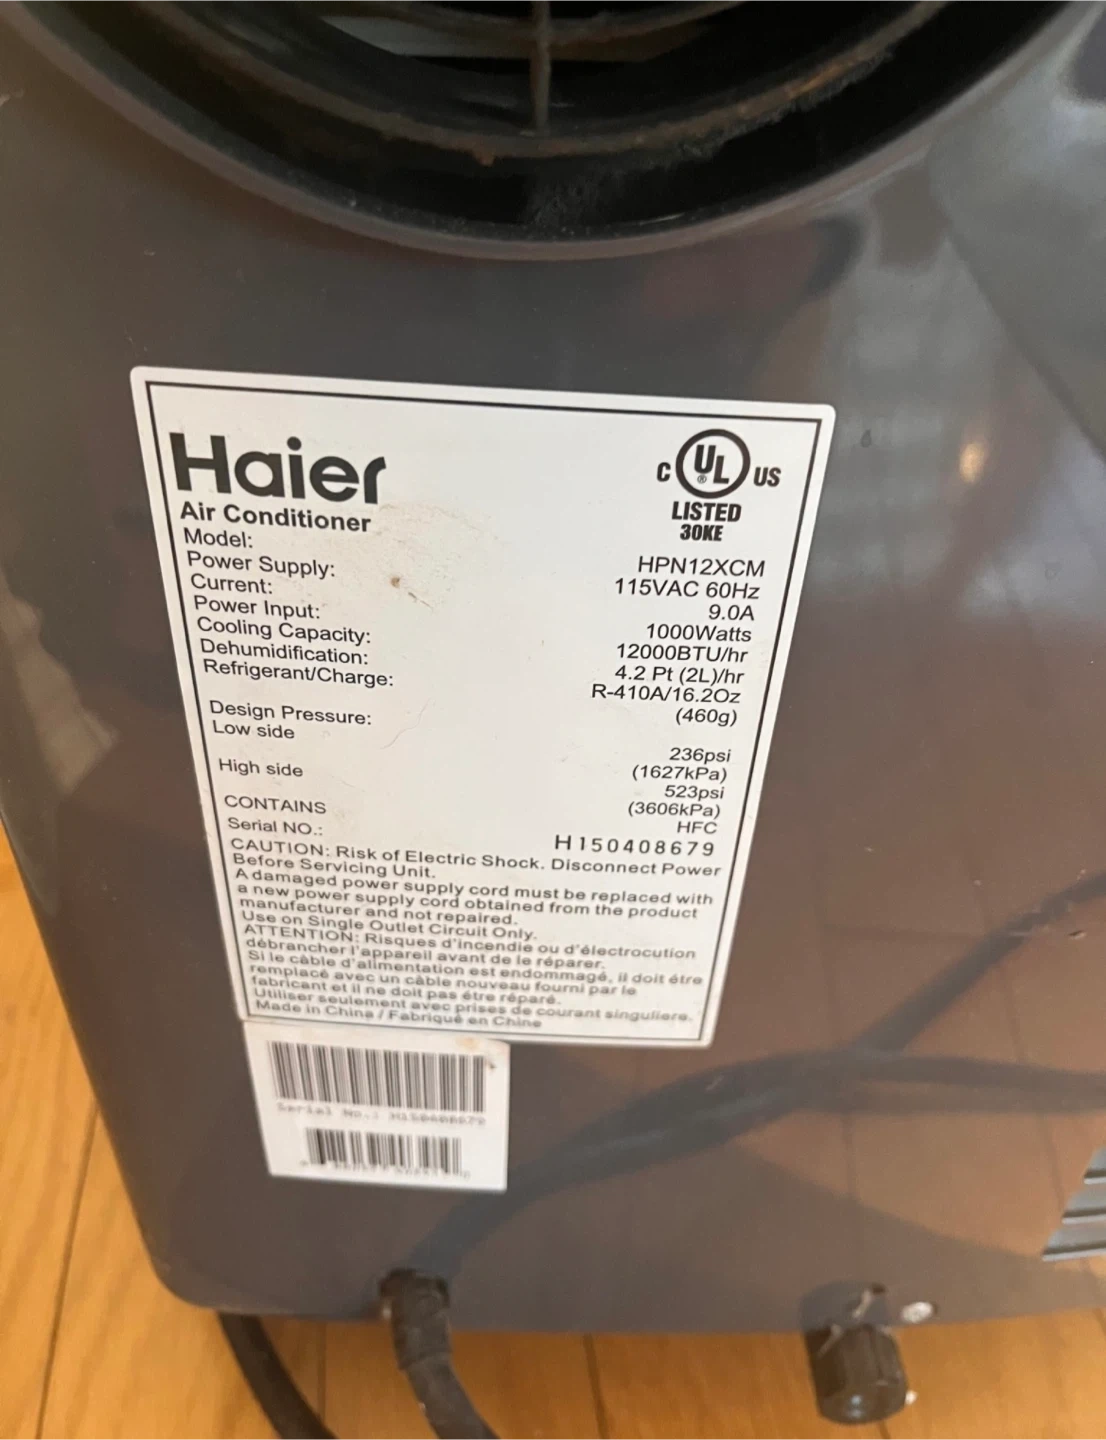 Haier
C UL ® US
LISTED
30KE
Air Conditioner
Model: HPN12XCM
Power Supply: 115VAC 60Hz
Current: 9.0A
Power Input: 1000Watts
Cooling Capacity: 12000BTU/hr
Dehumidification: 4.2 Pt (2L)/hr
Refrigerant/Charge: R-410A/16.2Oz
(460g)
Design Pressure:
Low side 236psi
(1627kPa)
High side 523psi
(3606kPa)
CONTAINS HFC
Serial NO.: H150408679
CAUTION: Risk of Electric Shock. Disconnect Power
Before Servicing Unit.
A damaged power supply cord must be replaced with
a new power supply cord obtained from the product
manufacturer and not repaired.
Use on Single Outlet Circuit Only.
ATTENTION: Risques d'incendie ou d'électrocution
débrancher l'appareil avant de le réparer.
Si le câble d'alimentation est endommagé, il doit être
remplacé avec un câble nouveau fourni par le
fabricant et il ne doit pas étre réparé.
Utiliser seulement avec prises de courant singuliere.
Made in China / Fabriqué en Chine
Serial No.: H150408679